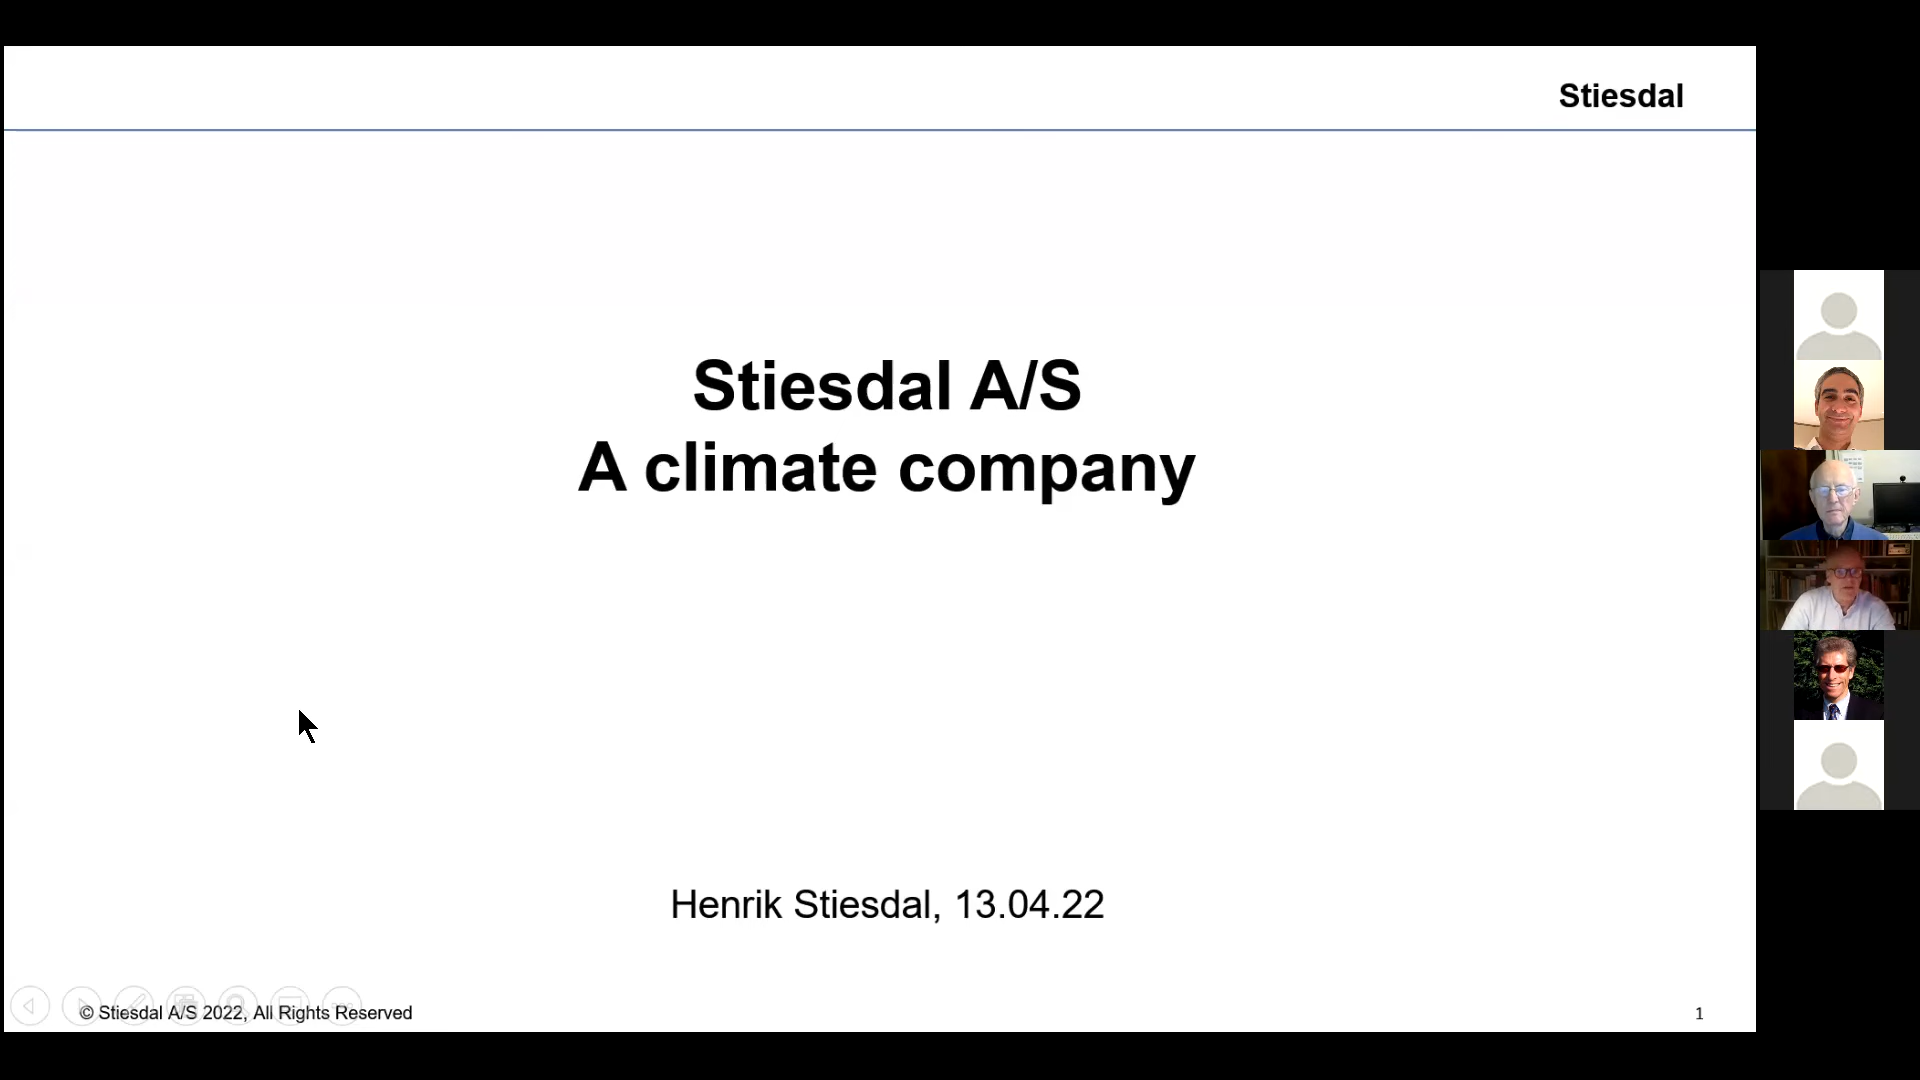 Stiesdal
Stiesdal A/S
A climate company
Henrik Stiesdal, 13.04.22
© Stiesdal A/S 2022, All Rights Reserved
1